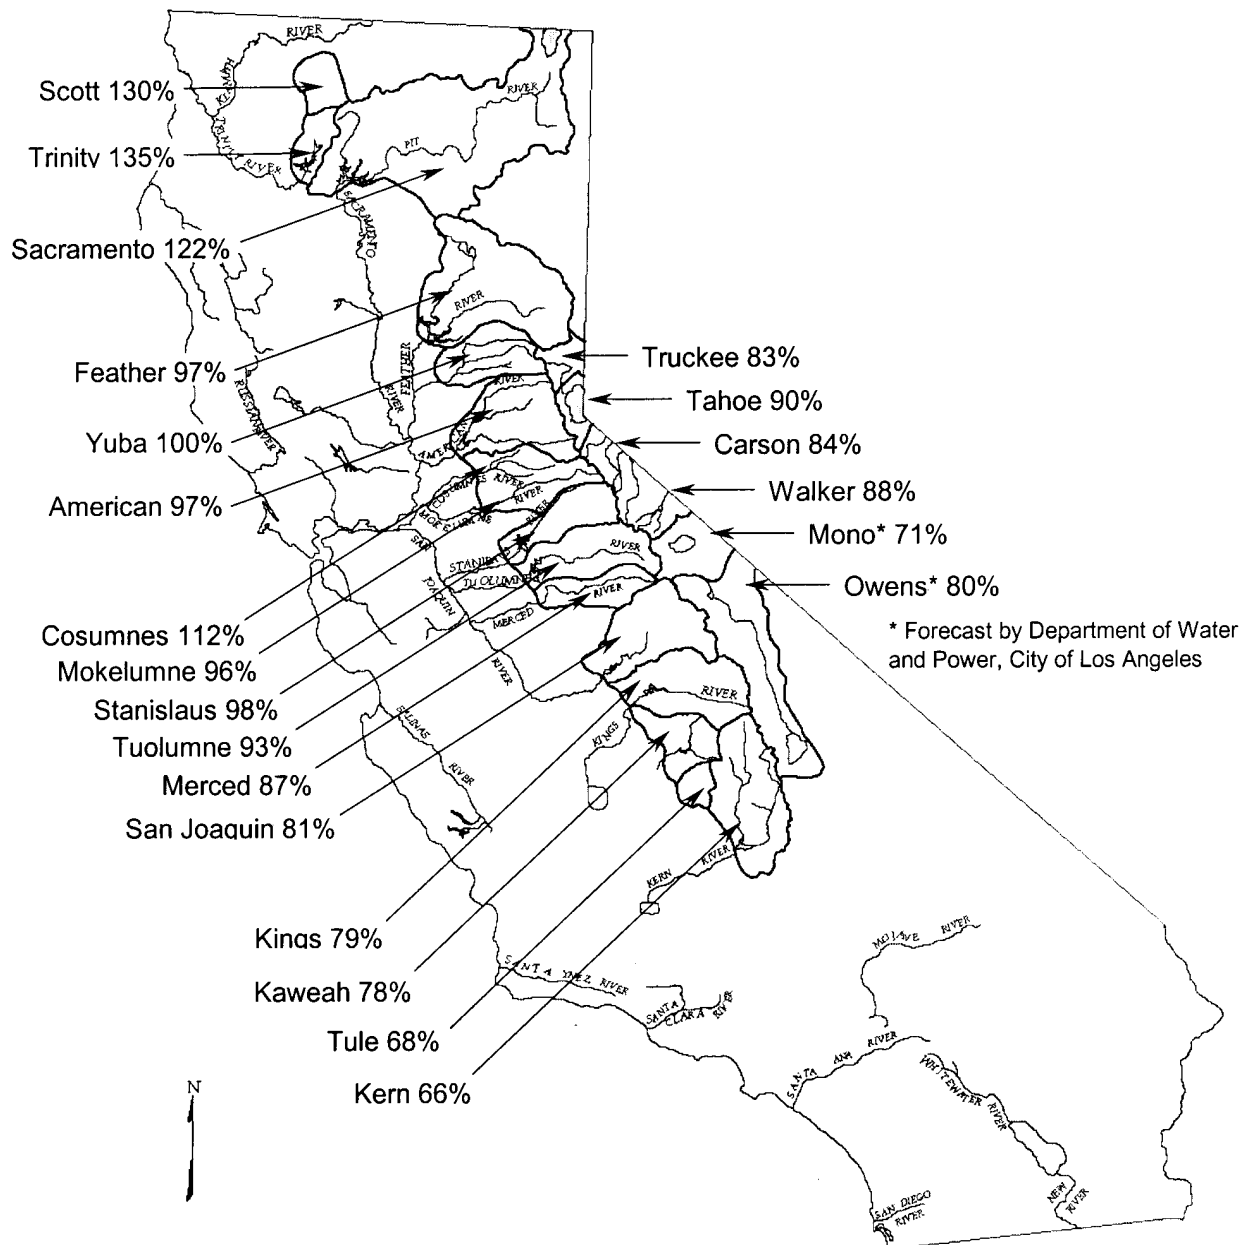 RIVER
KLAMATH
Scott 130%
RIVER
TRINITY RIVER
PIT
Trinity 135%
SACRAMENTO
Sacramento 122%
RIVER
Truckee 83%
Feather 97%
FEATHER
RIVER
RUSSIAN RIVER
RIVER
Tahoe 90%
Yuba 100%
AMERICAN
Carson 84%
COSUMNES RIVER
American 97%
MOKELUMNE
RIVER
Walker 88%
RIVER
SAN
Mono* 71%
STANISLAUS
RIVER
TUOLUMNE
JOAQUIN
RIVER
Owens* 80%
MERCED
* Forecast by Department of Water
and Power, City of Los Angeles
Cosumnes 112%
Mokelumne 96%
RIVER
RIVER
Stanislaus 98%
SALINAS
Tuolumne 93%
KINGS
RIVER
Merced 87%
San Joaquin 81%
RIVER
KERN
Kings 79%
MOJAVE RIVER
SANTA YNEZ RIVER
Kaweah 78%
SANTA
CLARA
RIVER
Tule 68%
SANTA ANA RIVER
WHITEWATER RIVER
Kern 66%
N
NEW
RIVER
SAN DIEGO
RIVER